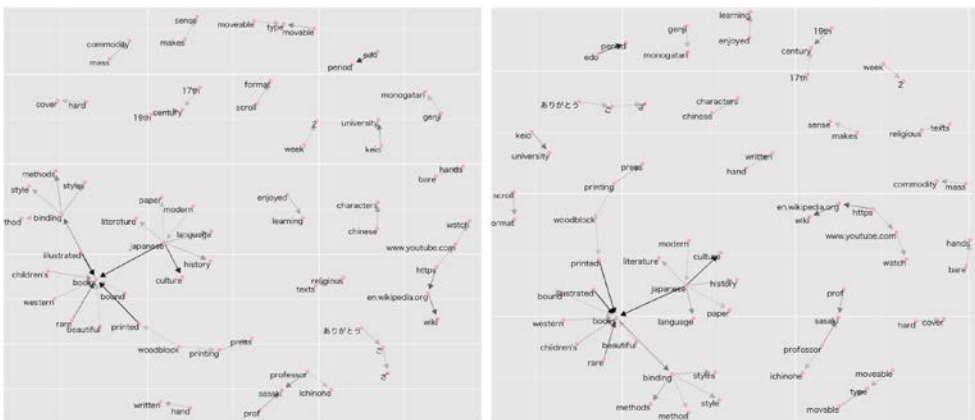 sense
moveable type
movable
commodity
makes
mass
edo
period
17th
format
cover hard
monogatari
19th century
scroll
genji
2
university
week
keio
methods
hands
style
styles
bare
paper
modern
enjoyed
characters
binding
literature
watch
thod
learning
chinese
japanese
language
www.youtube.com
illustrated
history
https
children's
culture
books
religious
bound
texts
en.wikipedia.org
western
rare
beautiful
printed
wiki
ありがとう
woodblock
press
printing
professor
sasaki
ichinohe
written
hand
prof
learning
19th
genji
period
enjoyed
edo
monogatari
century
week
17th
2
ありがとう
characters
chinese
keio
sense
texts
religious
makes
university
written
press
hand
printing
commodity
mass
scroll
en.wikipedia.org
https
ormat
woodblock
wiki
www.youtube.com
modern
hands
culture
printed
literature
watch
bare
illustrated
japanese
history
prof
bound
paper
books
western
language
sasaki
hard
cover
children's
beautiful
professor
rare
binding
styles
ichinohe
moveable
methods
style
type
method
movable